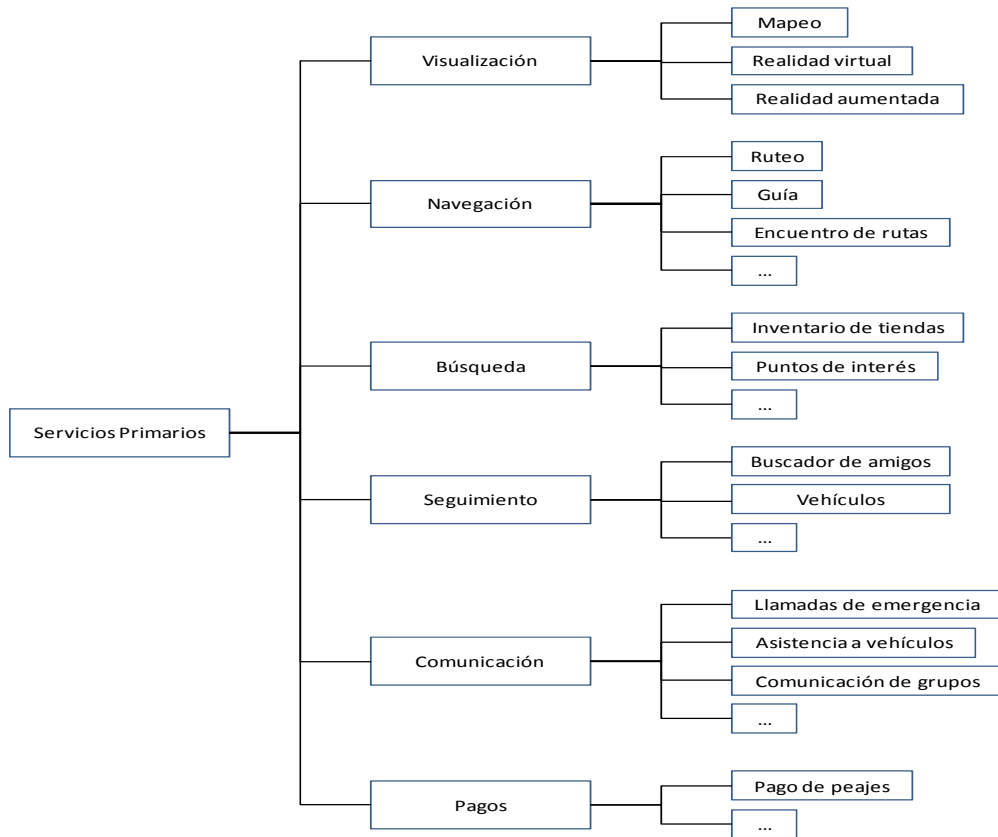 Servicios Primarios
Visualización
Mapeo
Realidad virtual
Realidad aumentada
Navegación
Ruteo
Guía
Encuentro de rutas
...
Búsqueda
Inventario de tiendas
Puntos de interés
...
Seguimiento
Buscador de amigos
Vehículos
...
Comunicación
Llamadas de emergencia
Asistencia a vehículos
Comunicación de grupos
...
Pagos
Pago de peajes
...